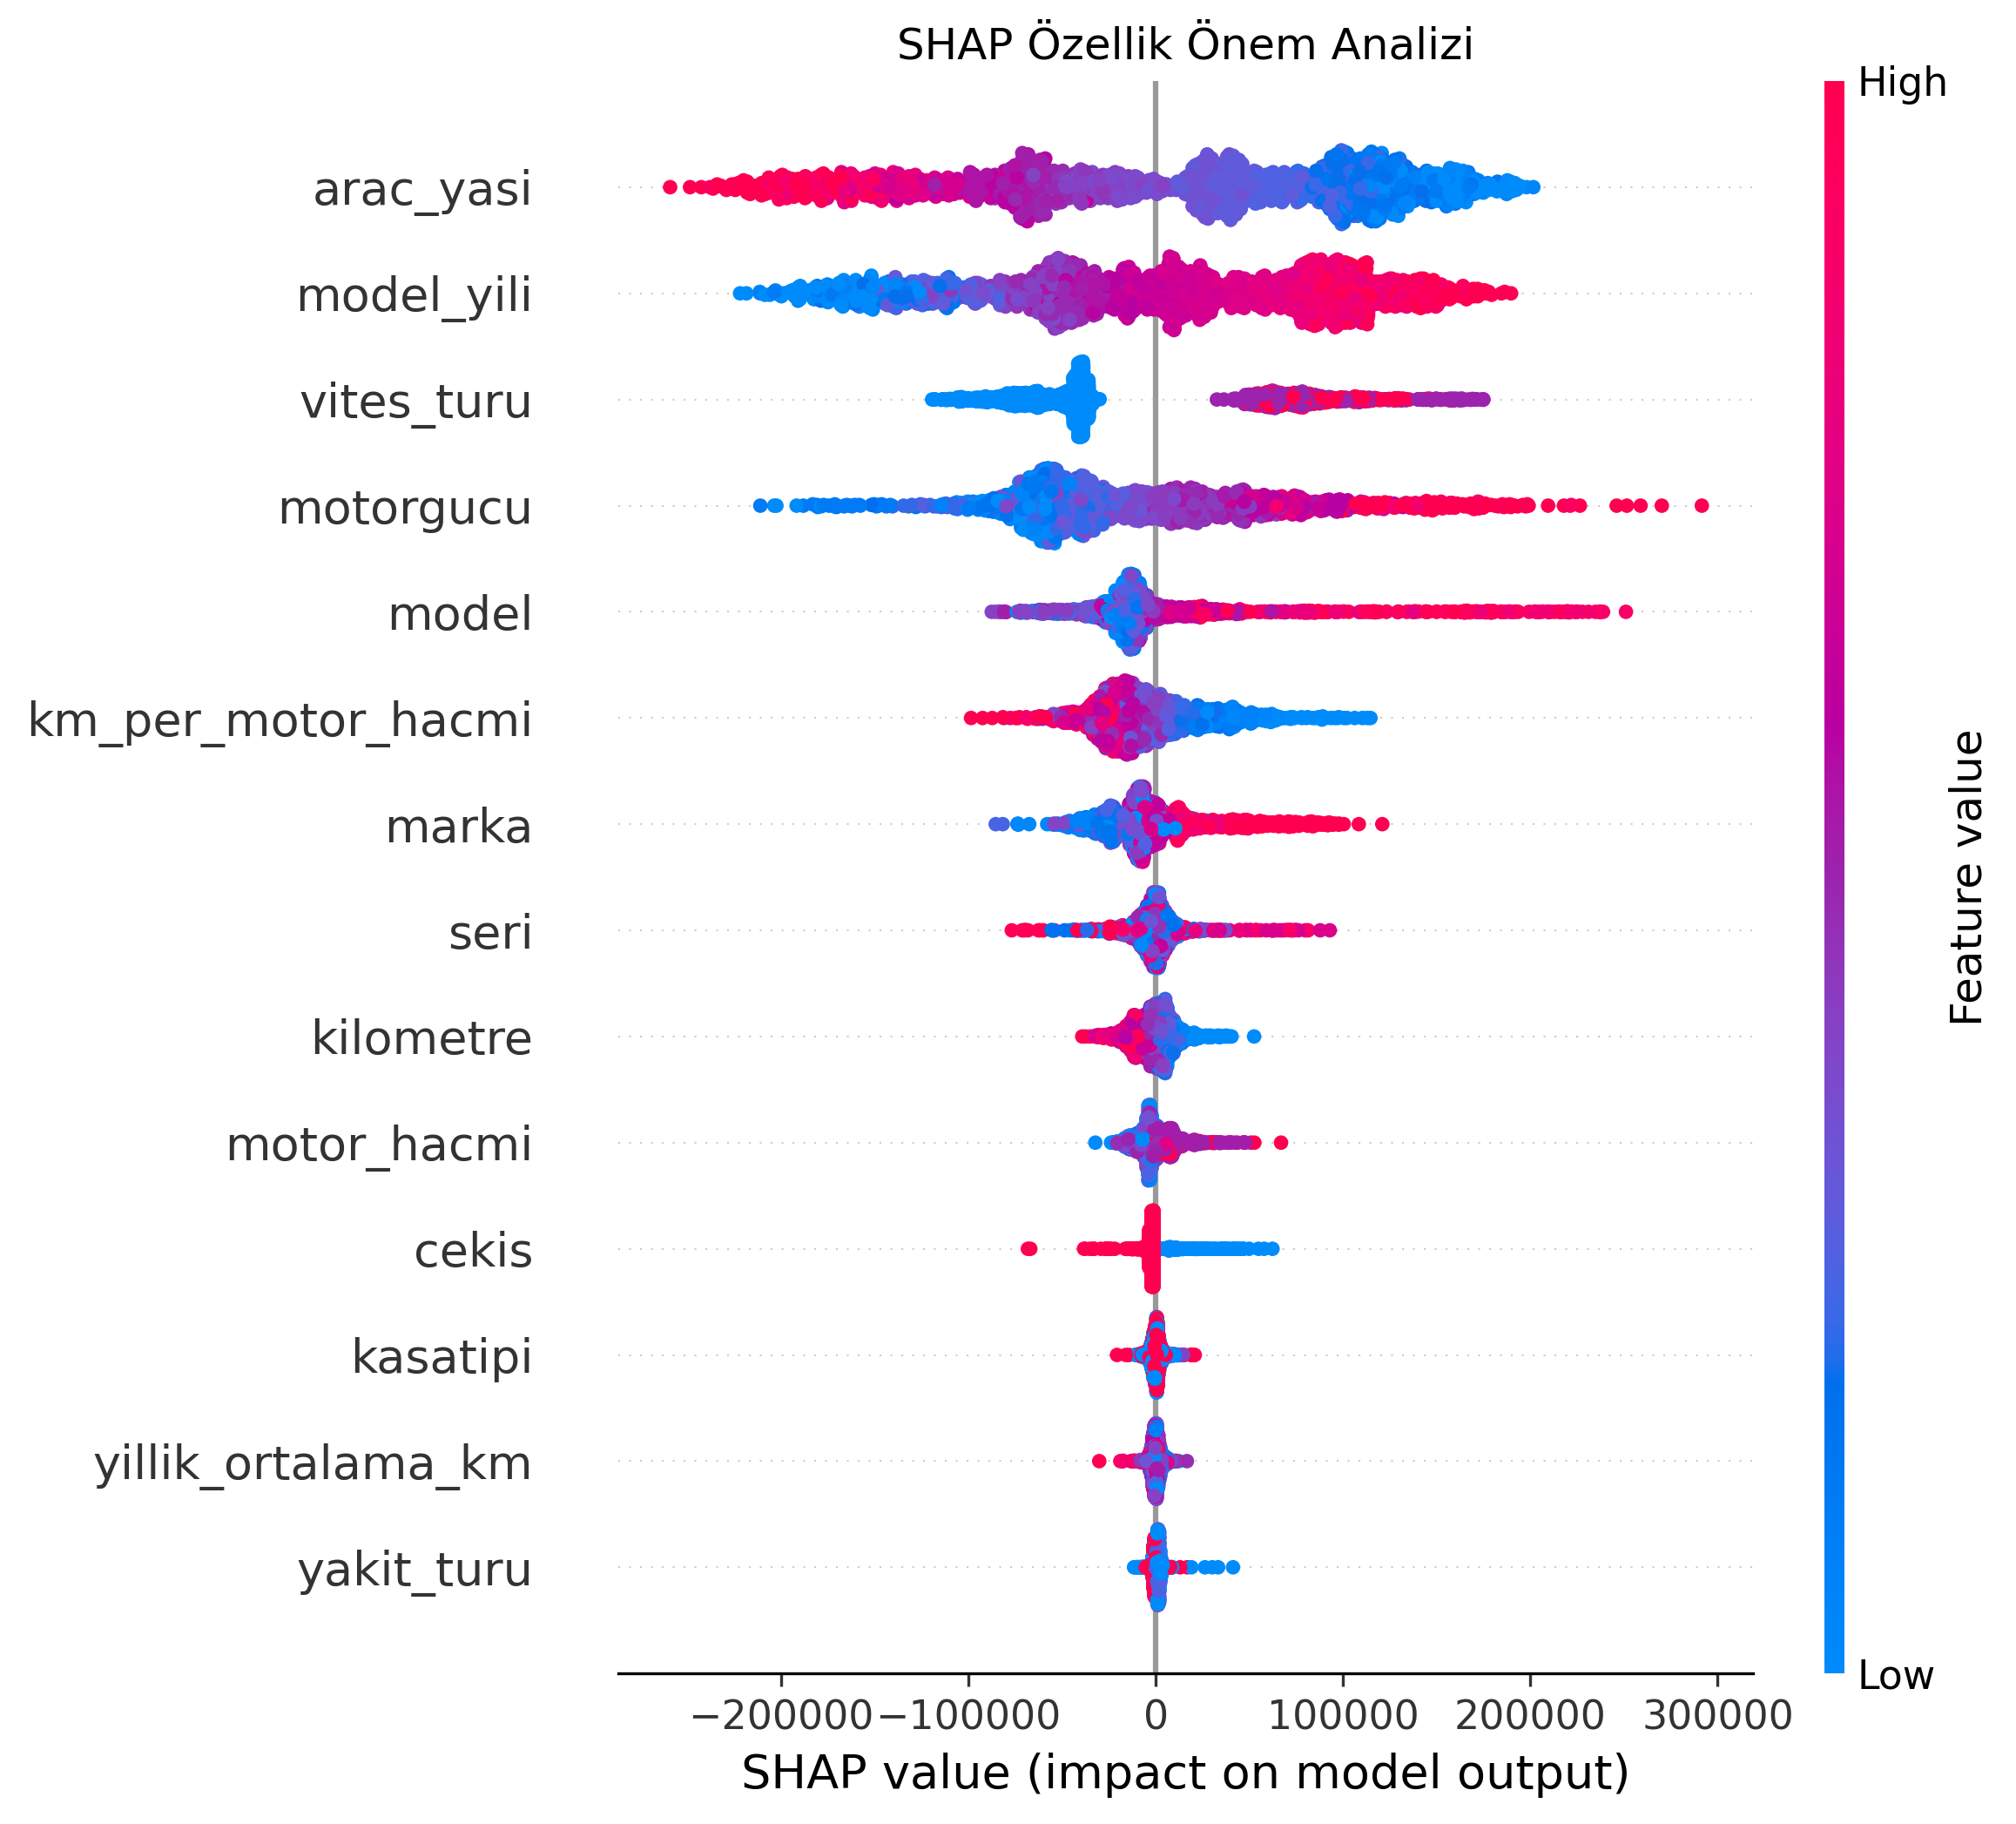 SHAP Özellik Önem Analizi
High
arac_yasi
model_yili
vites_turu
motorgucu
model
km_per_motor_hacmi
marka
seri
kilometre
motor_hacmi
cekis
kasatipi
yillik_ortalama_km
yakit_turu
Feature value
Low
−200000 −100000 0 100000 200000 300000
SHAP value (impact on model output)